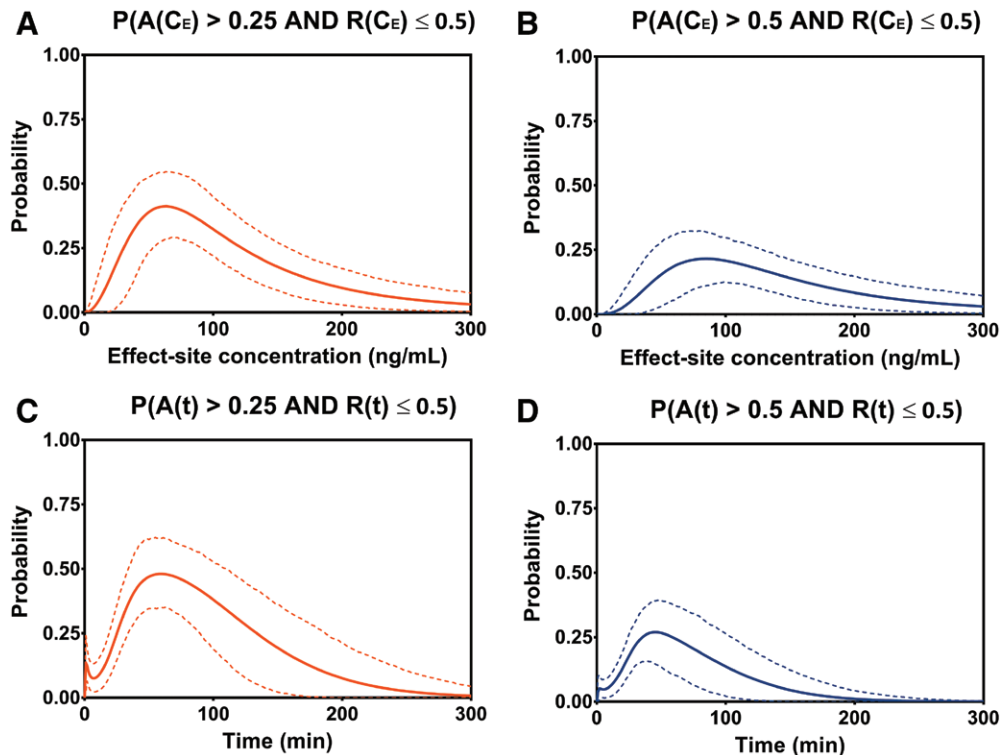 A
P(A(CE) > 0.25 AND R(CE) ≤ 0.5)
Probability
1.00
0.75
0.50
0.25
0.00
0
100
200
300
Effect-site concentration (ng/mL)
B
P(A(CE) > 0.5 AND R(CE) ≤ 0.5)
Probability
1.00
0.75
0.50
0.25
0.00
0
100
200
300
Effect-site concentration (ng/mL)
C
P(A(t) > 0.25 AND R(t) ≤ 0.5)
Probability
1.00
0.75
0.50
0.25
0.00
0
100
200
300
Time (min)
D
P(A(t) > 0.5 AND R(t) ≤ 0.5)
Probability
1.00
0.75
0.50
0.25
0.00
0
100
200
300
Time (min)